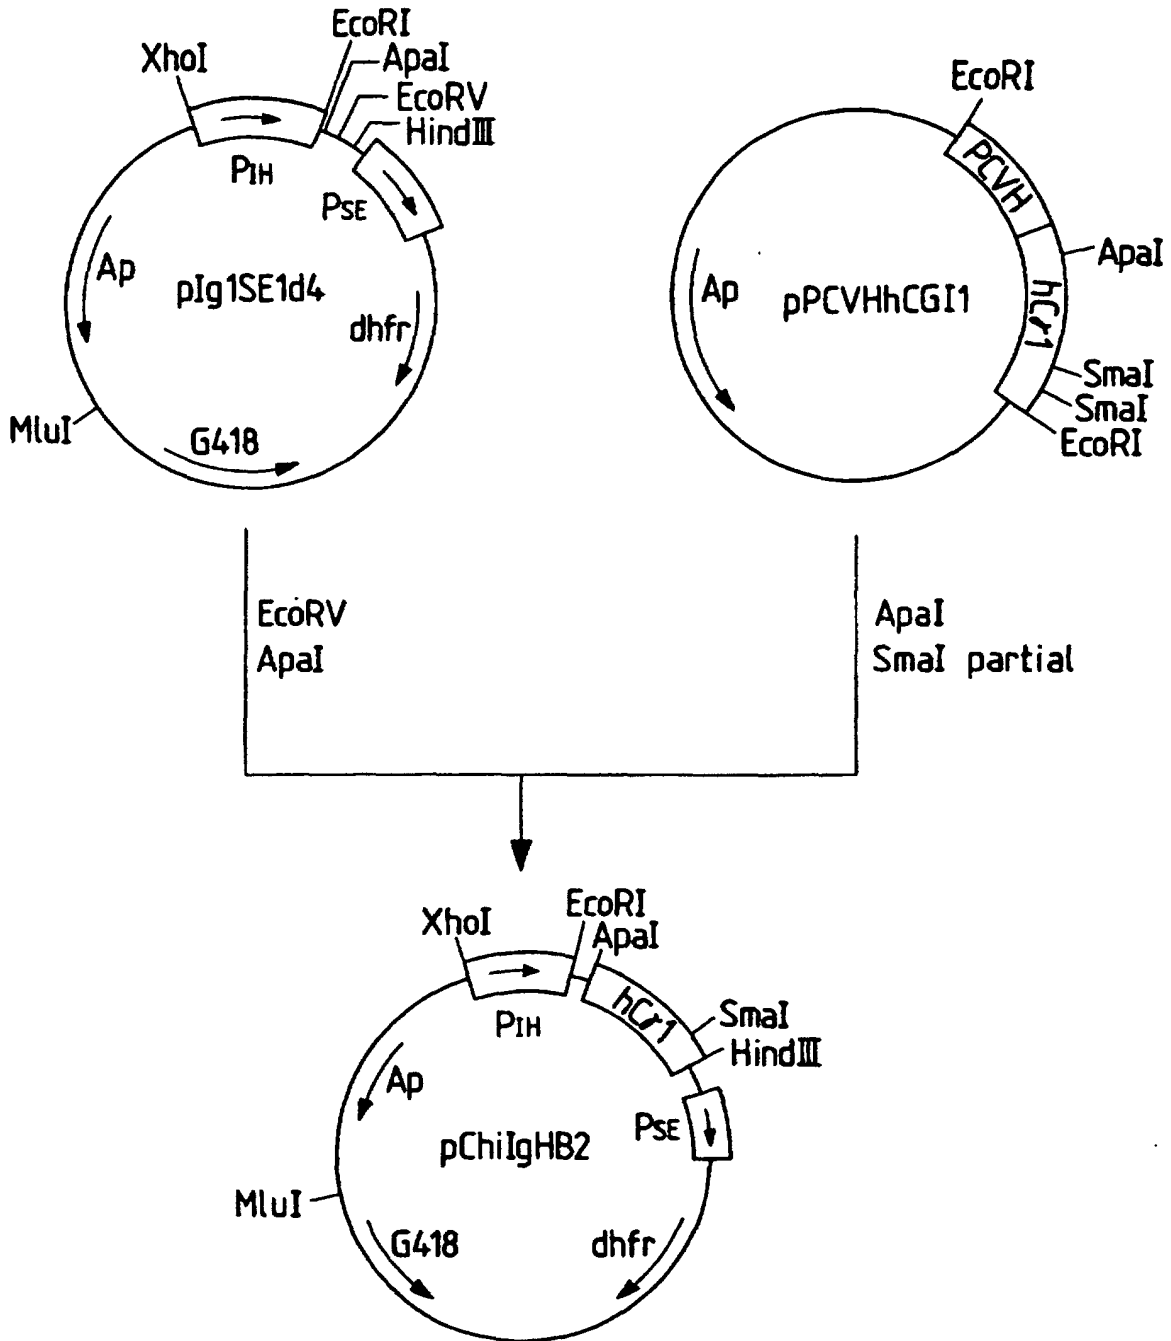 EcoRI
XhoI
ApaI
EcoRV
HindIII
PIH
PSE
Ap
pIg1SE1d4
dhfr
MluI
G418
EcoRI
PCVH
ApaI
Ap
pPCVHhCGI1
hCγ1
SmaI
SmaI
EcoRI
EcoRV
ApaI
ApaI
SmaI partial
EcoRI
XhoI
ApaI
hCγ1
SmaI
HindIII
PIH
Ap
PSE
pChiIgHB2
MluI
G418
dhfr